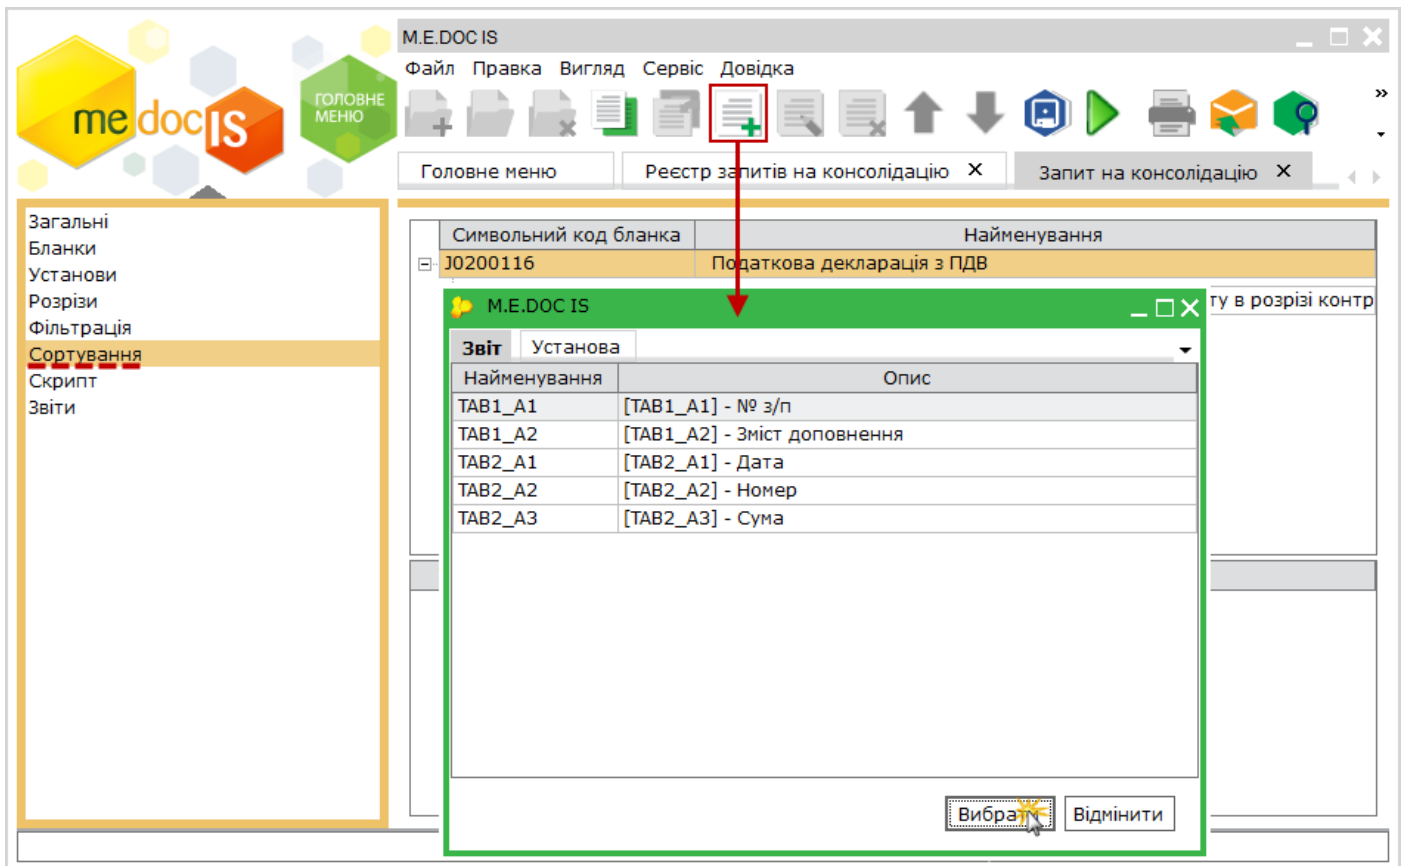 me doc IS
ГОЛОВНЕ
МЕНЮ
M.E.DOC IS
Файл Правка Вигляд Сервіс Довідка
Головне меню
Реєстр запитів на консолідацію
Запит на консолідацію
Загальні
Бланки
Установи
Розрізи
Фільтрація
Сортування
Скрипт
Звіти
Символьний код бланка Найменування
J0200116 Податкова декларація з ПДВ
ту в розрізі контр
M.E.DOC IS
Звіт Установа
Найменування Опис
TAB1_A1 [TAB1_A1] - № з/п
TAB1_A2 [TAB1_A2] - Зміст доповнення
TAB2_A1 [TAB2_A1] - Дата
TAB2_A2 [TAB2_A2] - Номер
TAB2_A3 [TAB2_A3] - Сума
Вибрати Відмінити